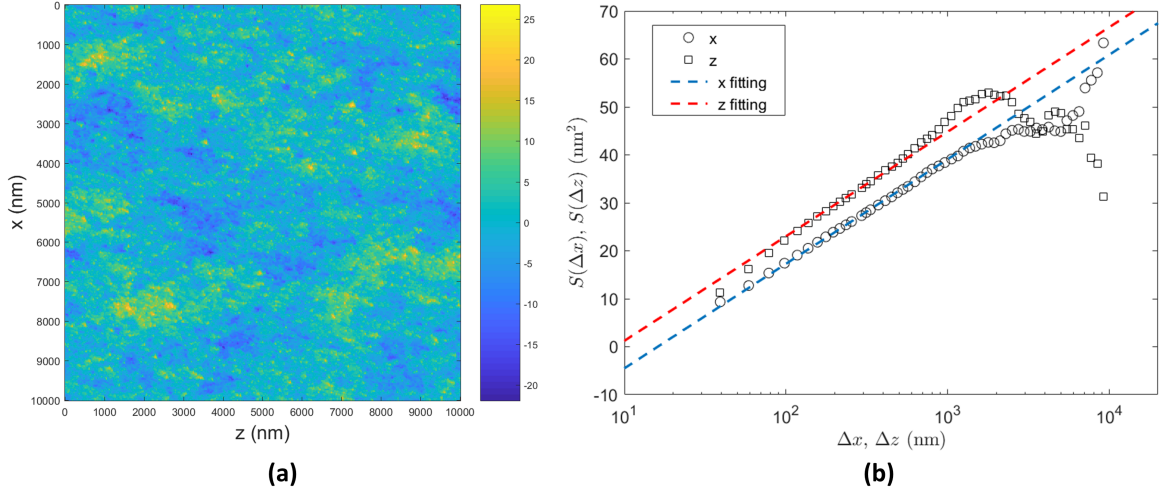 0
1000
2000
3000
4000
5000
6000
7000
8000
9000
10000
x (nm)
0 1000 2000 3000 4000 5000 6000 7000 8000 9000 10000
z (nm)
25
20
15
10
5
0
-5
-10
-15
-20
(a)
70
60
50
40
30
20
10
0
-10
S(Δx), S(Δz) (nm²)
x
z
x fitting
z fitting
10¹ 10² 10³ 10⁴
Δx, Δz (nm)
(b)